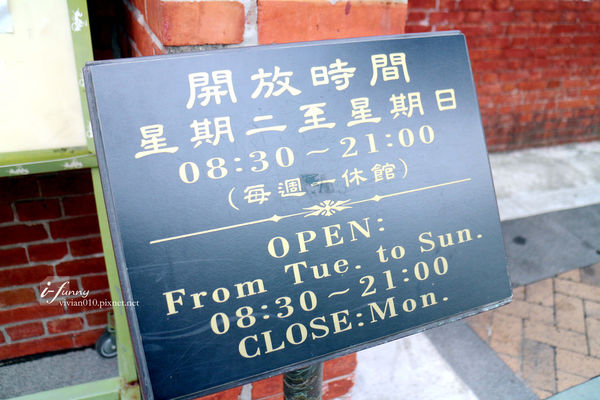 開放時間
星期二至星期日
08:30～21:00
(每週一休館)
OPEN:
From Tue. to Sun.
08:30～21:00
CLOSE:Mon.
i-funny
vivian010.pixnet.net